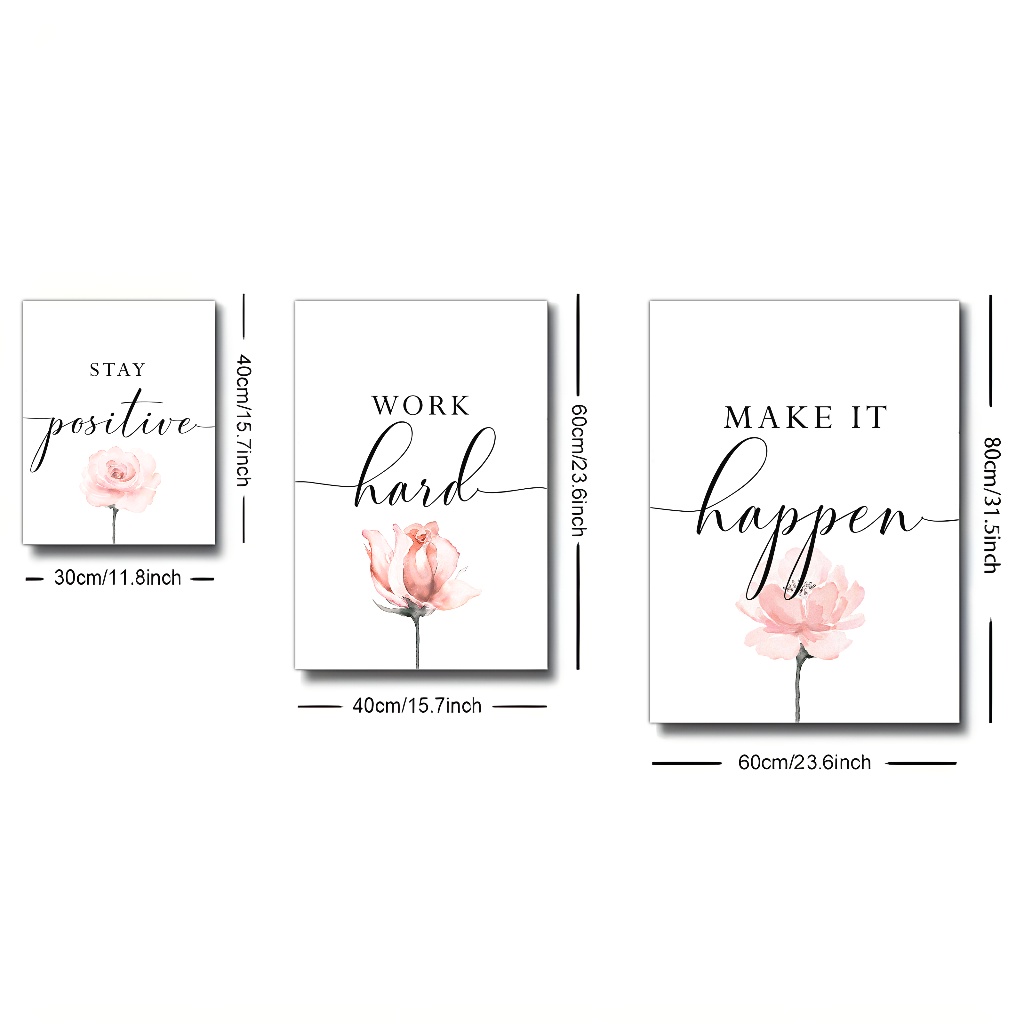 STAY
positive
40cm/15.7inch
30cm/11.8inch
WORK
hard
60cm/23.6inch
40cm/15.7inch
MAKE IT
happen
80cm/31.5inch
60cm/23.6inch